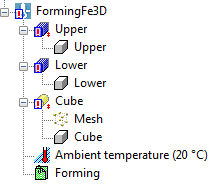 FormingFe3D
Upper
Upper
Lower
Lower
Cube
Mesh
Cube
Ambient temperature (20 °C)
Forming